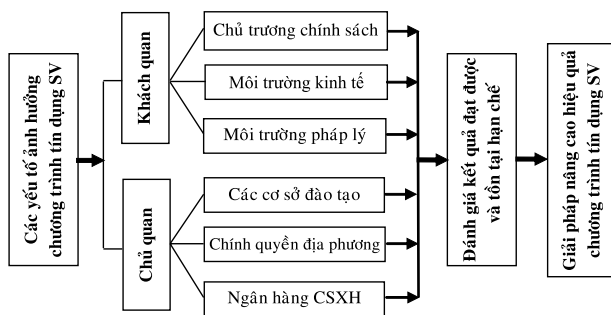 Các yếu tố ảnh hưởng
chương trình tín dụng SV
Khách quan
Chủ trương chính sách
Môi trường kinh tế
Môi trường pháp lý
Chủ quan
Các cơ sở đào tạo
Chính quyền địa phương
Ngân hàng CSXH
Đánh giá kết quả đạt được
và tồn tại hạn chế
Giải pháp nâng cao hiệu quả
chương trình tín dụng SV